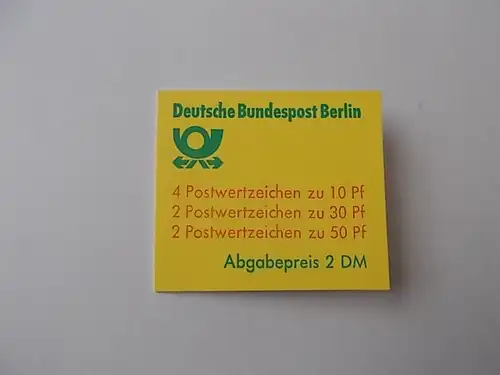 Deutsche Bundespost Berlin
4 Postwertzeichen zu 10 Pf
2 Postwertzeichen zu 30 Pf
2 Postwertzeichen zu 50 Pf
Abgabepreis 2 DM